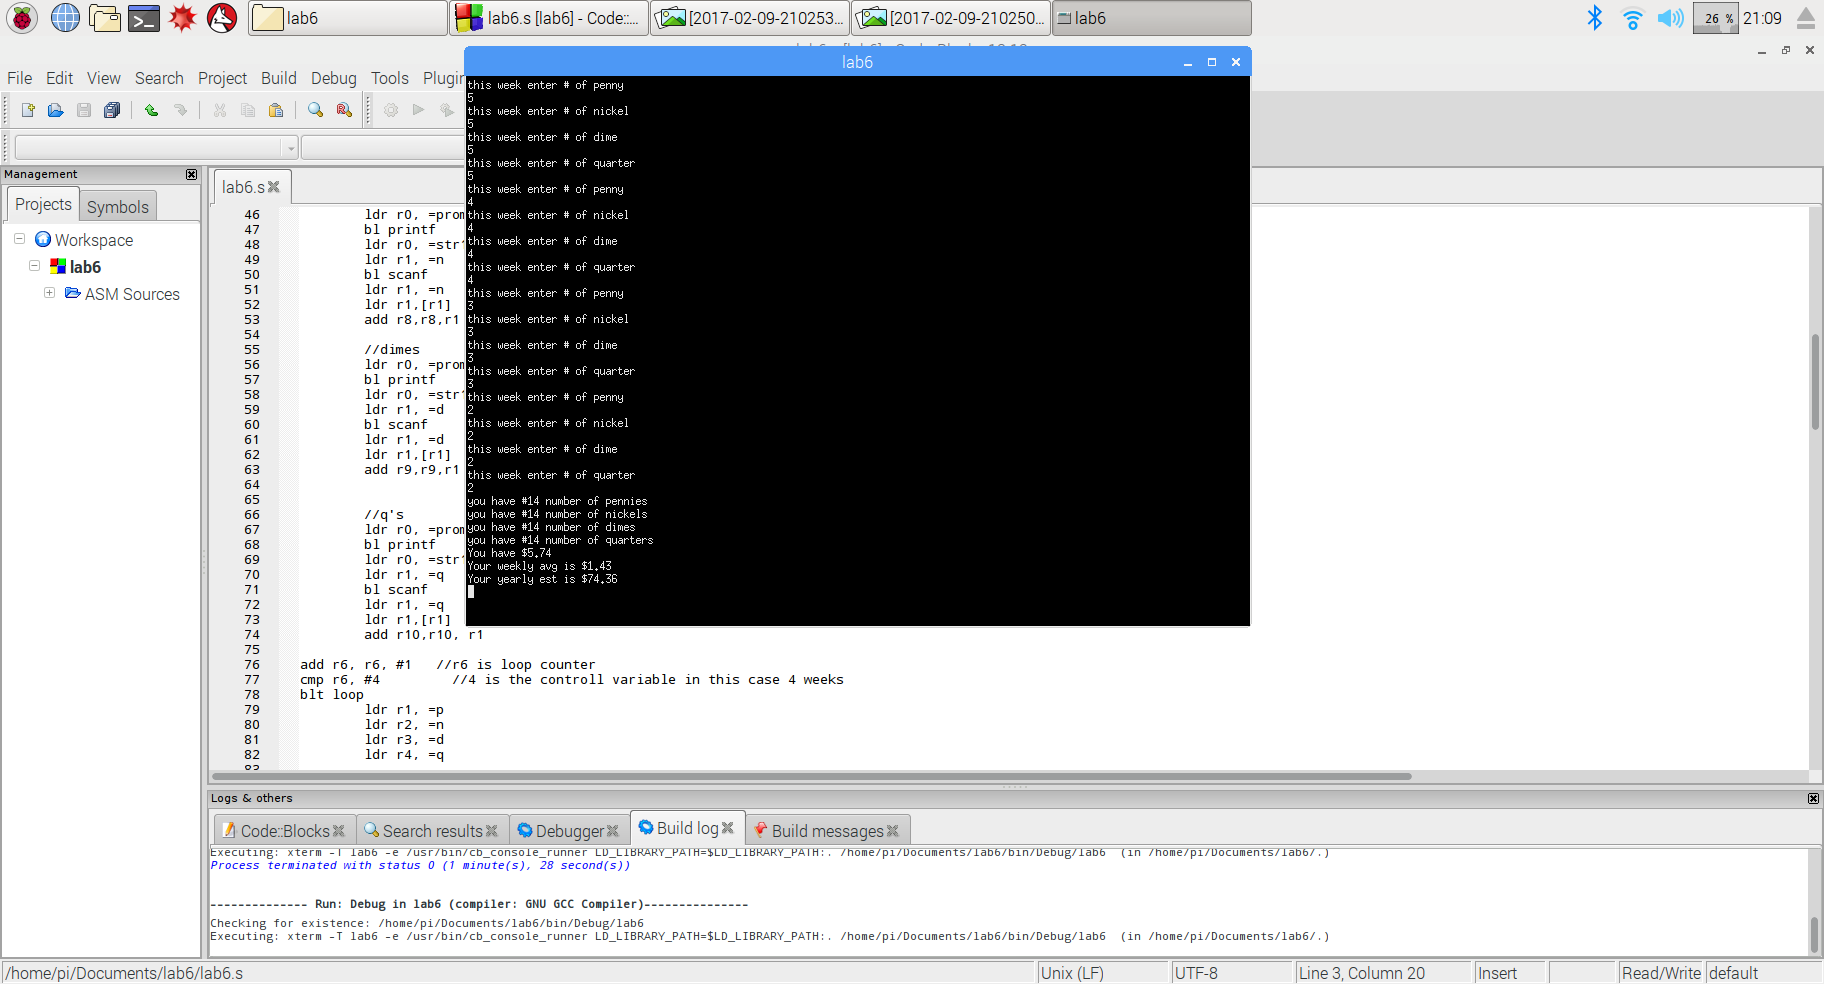 lab6
lab6.s [lab6] - Code::...
[2017-02-09-210253...
[2017-02-09-210250...
lab6
26 %
21:09
lab6
File Edit View Search Project Build Debug Tools Plugin
Management
Projects
Symbols
Workspace
lab6
ASM Sources
lab6.s
46 ldr r0, =prom
47 bl printf
48 ldr r0, =str
49 ldr r1, =n
50 bl scanf
51 ldr r1, =n
52 ldr r1,[r1]
53 add r8,r8,r1
54
55 //dimes
56 ldr r0, =prom
57 bl printf
58 ldr r0, =str
59 ldr r1, =d
60 bl scanf
61 ldr r1, =d
62 ldr r1,[r1]
63 add r9,r9,r1
64
65
66 //q's
67 ldr r0, =prom
68 bl printf
69 ldr r0, =str
70 ldr r1, =q
71 bl scanf
72 ldr r1, =q
73 ldr r1,[r1]
74 add r10,r10, r1
75
76 add r6, r6, #1 //r6 is loop counter
77 cmp r6, #4 //4 is the controll variable in this case 4 weeks
78 blt loop
79 ldr r1, =p
80 ldr r2, =n
81 ldr r3, =d
82 ldr r4, =q
83
this week enter # of penny
5
this week enter # of nickel
5
this week enter # of dime
5
this week enter # of quarter
5
this week enter # of penny
4
this week enter # of nickel
4
this week enter # of dime
4
this week enter # of quarter
4
this week enter # of penny
3
this week enter # of nickel
3
this week enter # of dime
3
this week enter # of quarter
3
this week enter # of penny
2
this week enter # of nickel
2
this week enter # of dime
2
this week enter # of quarter
2
you have #14 number of pennies
you have #14 number of nickels
you have #14 number of dimes
you have #14 number of quarters
You have $5.74
Your weekly avg is $1.43
Your yearly est is $74.36
Logs & others
Code::Blocks
Search results
Debugger
Build log
Build messages
Executing: xterm -T lab6 -e /usr/bin/cb_console_runner LD_LIBRARY_PATH=$LD_LIBRARY_PATH:. /home/pi/Documents/lab6/bin/Debug/lab6 (in /home/pi/Documents/lab6/.)
Process terminated with status 0 (1 minute(s), 28 second(s))
-------------- Run: Debug in lab6 (compiler: GNU GCC Compiler)---------------
Checking for existence: /home/pi/Documents/lab6/bin/Debug/lab6
Executing: xterm -T lab6 -e /usr/bin/cb_console_runner LD_LIBRARY_PATH=$LD_LIBRARY_PATH:. /home/pi/Documents/lab6/bin/Debug/lab6 (in /home/pi/Documents/lab6/.)
/home/pi/Documents/lab6/lab6.s
Unix (LF)
UTF-8
Line 3, Column 20
Insert
Read/Write
default